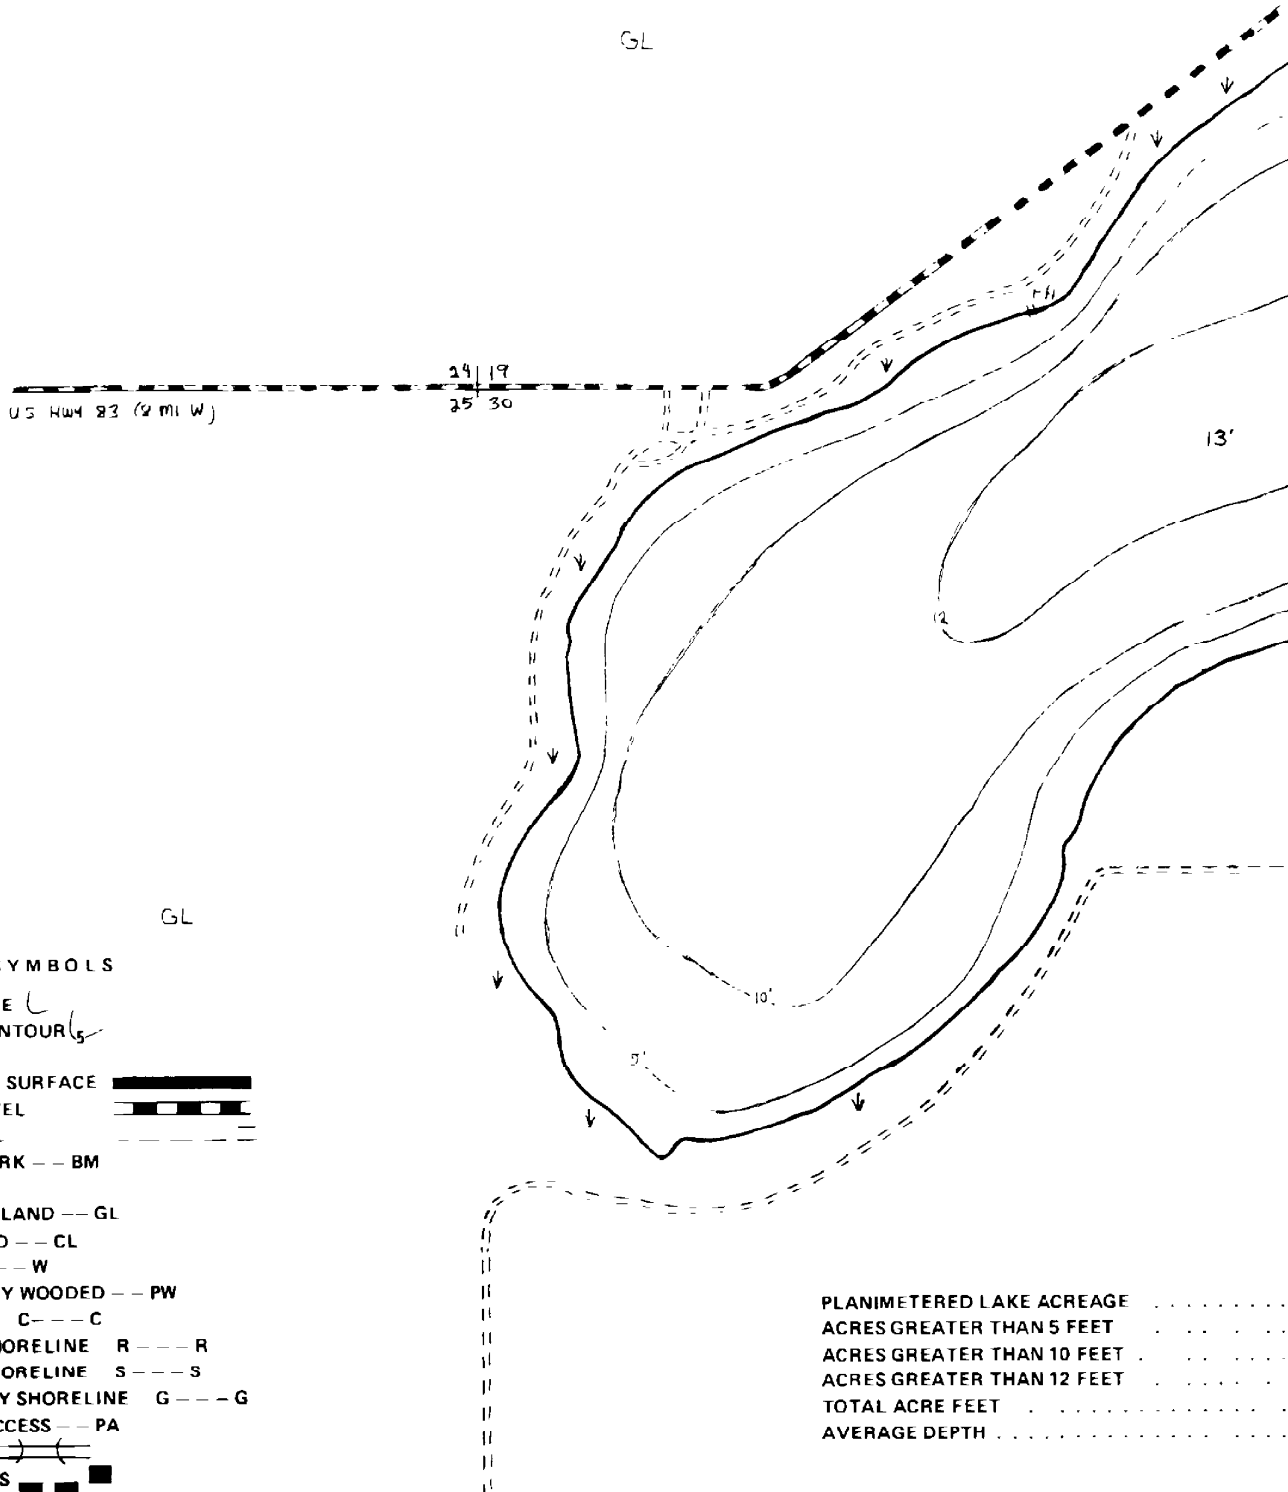 GL
24 19
25 30
US HWY 83 (2 MI W)
13'
12
10'
GL
YMBOLS
E
NTOUR 5
SURFACE
EL
RK -- BM
LAND -- GL
D -- CL
-- W
Y WOODED -- PW
C --- C
ORELINE R --- R
ORELINE S --- S
Y SHORELINE G --- G
CCESS -- PA
S
PLANIMETERED LAKE ACREAGE . . . . . . . . .
ACRES GREATER THAN 5 FEET . . . . .
ACRES GREATER THAN 10 FEET . . . . .
ACRES GREATER THAN 12 FEET . . . . .
TOTAL ACRE FEET . . . . . . . . . . . .
AVERAGE DEPTH . . . . . . . . . . . . . . .